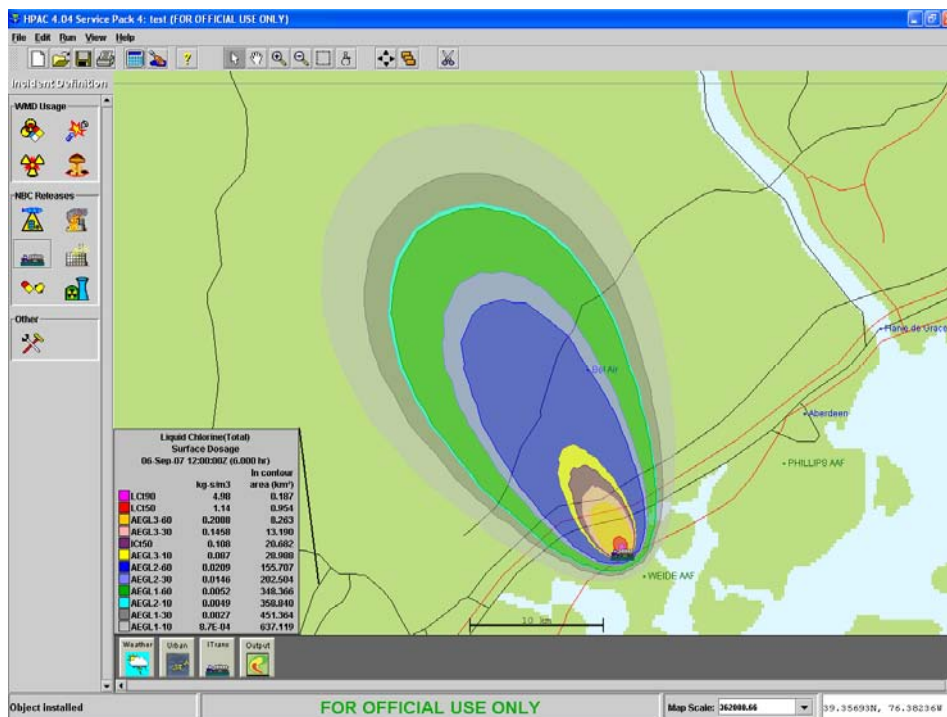 HPAC 4.04 Service Pack 4: test (FOR OFFICIAL USE ONLY)
File Edit Run View Help
Incident Definition
WMD Usage
NBC Releases
Other
Bel Air
Havre de Grace
Aberdeen
PHILLIPS AAF
WEIDE AAF
10 km
Liquid Chlorine(Total)
Surface Dosage
06-Sep-07 12:00:00Z (6.000 hr)
In contour
kg-s/m3 area (km²)
LCt90 4.98 0.187
LCt50 1.14 0.954
AEGL3-60 0.2088 8.263
AEGL3-30 0.1458 13.190
ICt50 0.108 20.682
AEGL3-10 0.087 28.988
AEGL2-60 0.0209 155.707
AEGL2-30 0.0146 202.504
AEGL1-60 0.0052 348.366
AEGL2-10 0.0049 358.840
AEGL1-30 0.0027 451.364
AEGL1-10 8.7E-04 637.119
Weather Urban ITrans Output
Object Installed
FOR OFFICIAL USE ONLY
Map Scale: 362000.66
39.35693N, 76.38236W